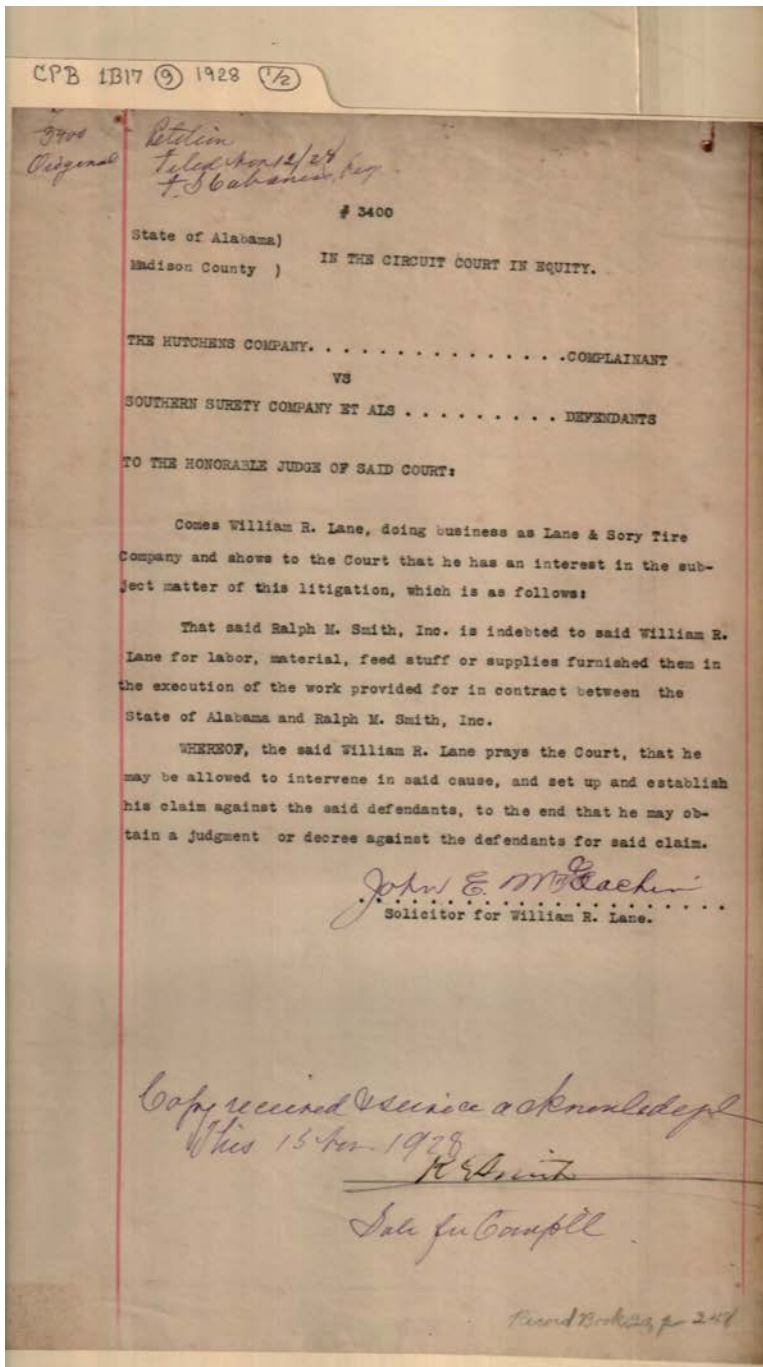 CPB 1B17 (9) 1928 (1/2)
3400
Original
Petition
Filed Nov 12/28
F. S Cabaniss, Reg.
# 3400
State of Alabama)
Madison County ) IN THE CIRCUIT COURT IN EQUITY.
THE HUTCHENS COMPANY. . . . . . . . . . . . . . . . .COMPLAINANT
VS
SOUTHERN SURETY COMPANY ET ALS . . . . . . . . . . DEFENDANTS
TO THE HONORABLE JUDGE OF SAID COURT:
Comes William R. Lane, doing business as Lane & Sory Tire
Company and shows to the Court that he has an interest in the sub-
ject matter of this litigation, which is as follows:
That said Ralph M. Smith, Inc. is indebted to said William R.
Lane for labor, material, feed stuff or supplies furnished them in
the execution of the work provided for in contract between the
State of Alabama and Ralph M. Smith, Inc.
WHEREOF, the said William R. Lane prays the Court, that he
may be allowed to intervene in said cause, and set up and establish
his claim against the said defendants, to the end that he may ob-
tain a judgment or decree against the defendants for said claim.
John E. McEachin
. . . . . . . . . . . . . . . . . . . . . .
Solicitor for William R. Lane.
Copy received & service acknowledged
This 15 Nov. 1928
R E Smith
for Compll
Record Book p